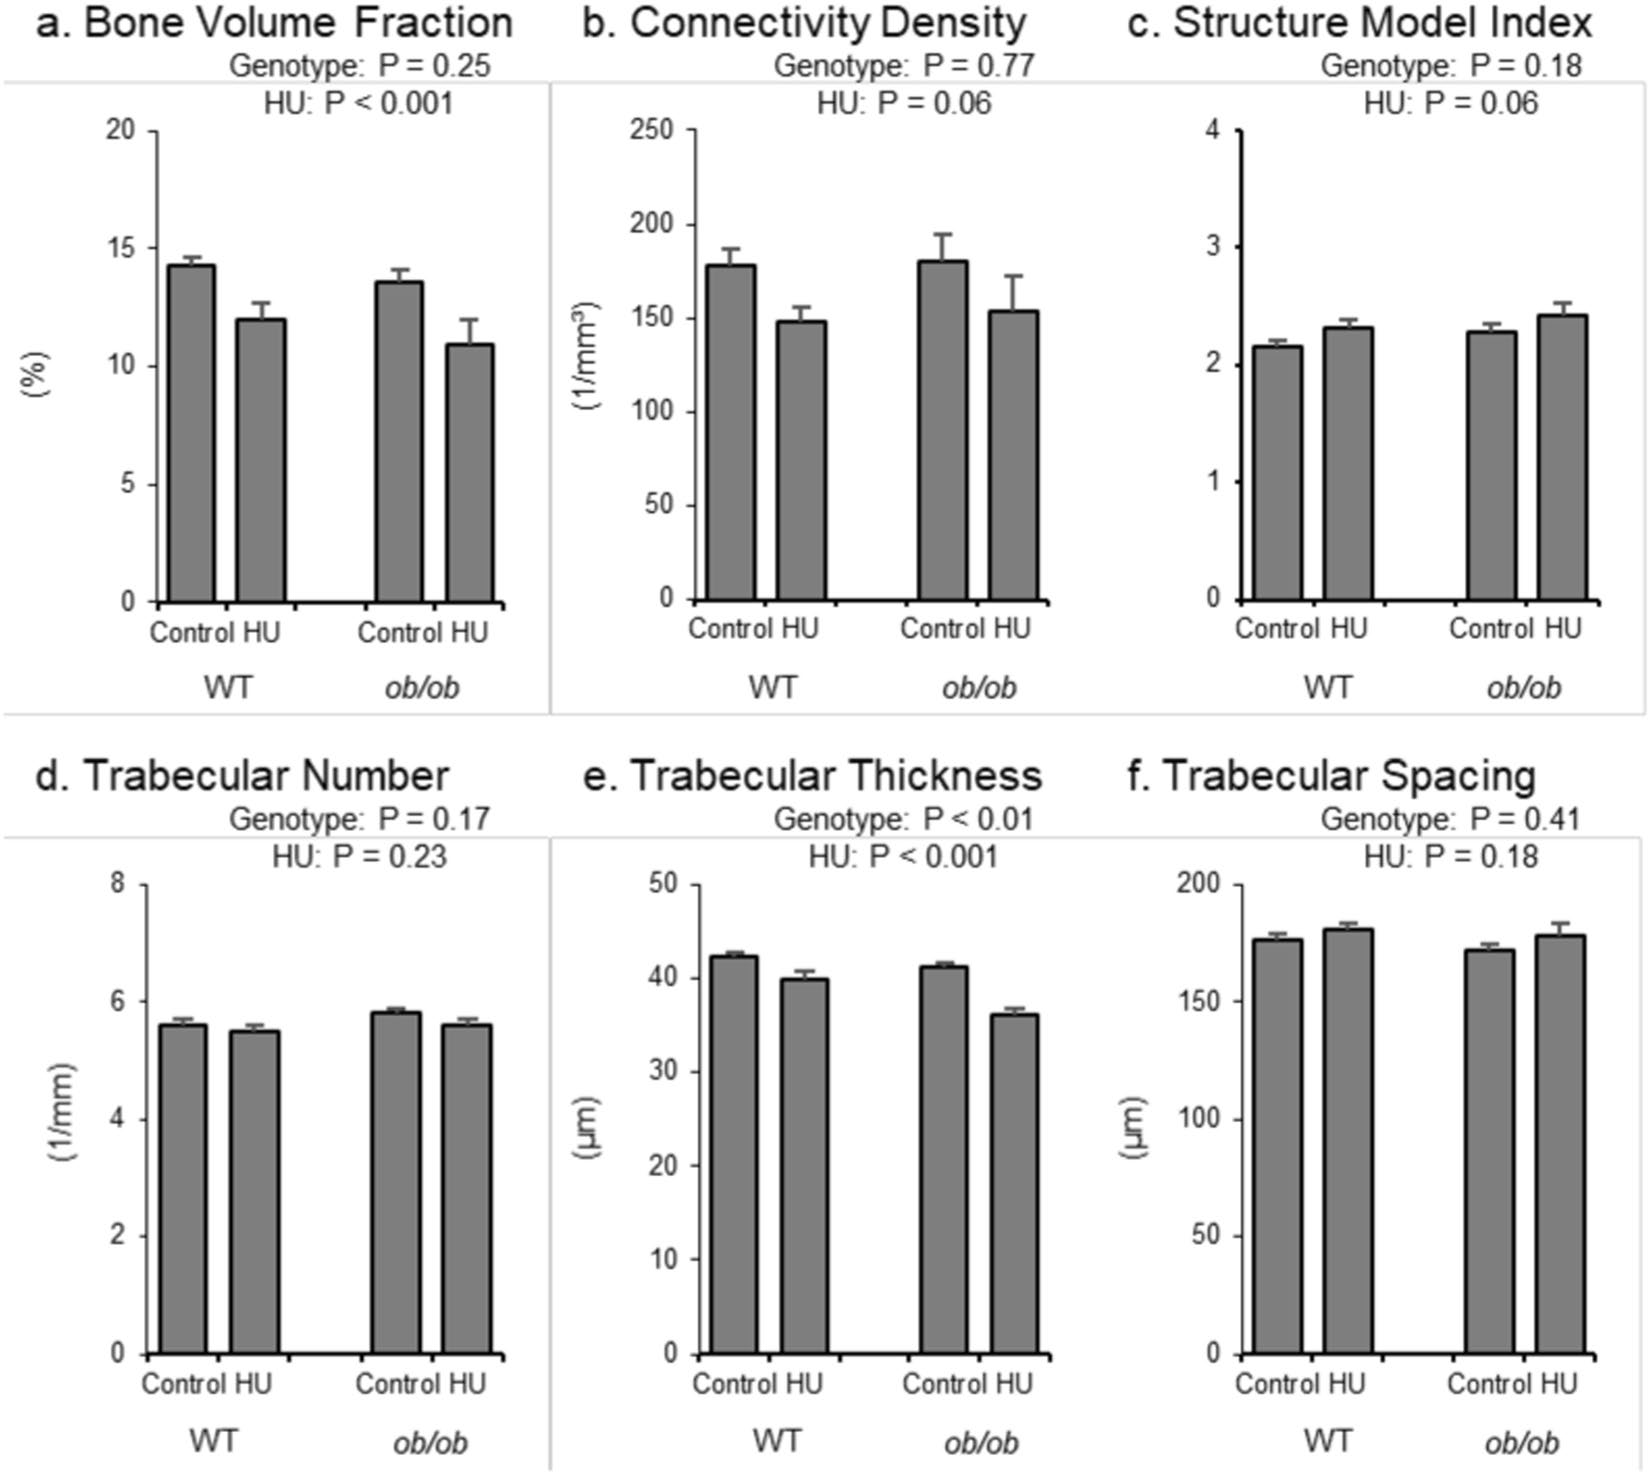 a. Bone Volume Fraction
Genotype: P = 0.25
HU: P < 0.001
20
15
10
5
0
(%)
Control HU
Control HU
WT
ob/ob
b. Connectivity Density
Genotype: P = 0.77
HU: P = 0.06
250
200
150
100
50
0
(1/mm³)
Control HU
Control HU
WT
ob/ob
c. Structure Model Index
Genotype: P = 0.18
HU: P = 0.06
4
3
2
1
0
Control HU
Control HU
WT
ob/ob
d. Trabecular Number
Genotype: P = 0.17
HU: P = 0.23
8
6
4
2
0
(1/mm)
Control HU
Control HU
WT
ob/ob
e. Trabecular Thickness
Genotype: P < 0.01
HU: P < 0.001
50
40
30
20
10
0
(µm)
Control HU
Control HU
WT
ob/ob
f. Trabecular Spacing
Genotype: P = 0.41
HU: P = 0.18
200
150
100
50
0
(µm)
Control HU
Control HU
WT
ob/ob